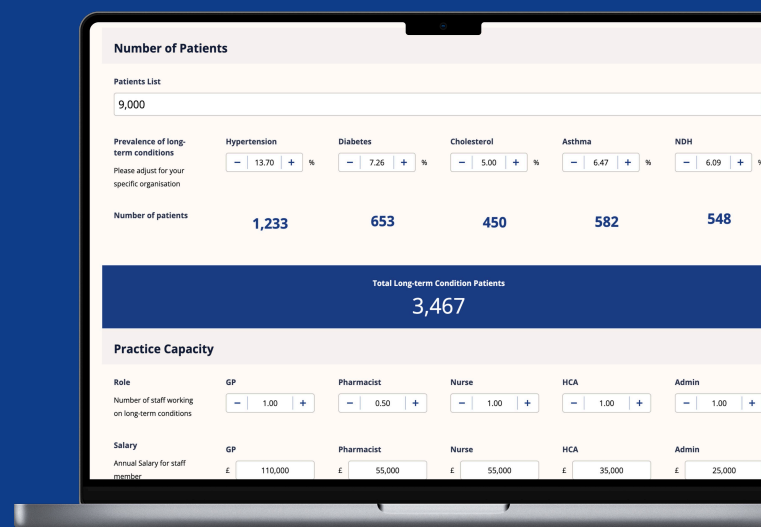 Number of Patients
Patients List
9,000
Prevalence of long-term conditions
Hypertension Diabetes Cholesterol Asthma NDH
Please adjust for your specific organisation
− 13.70 + % − 7.26 + % − 5.00 + % − 6.47 + % − 6.09 + %
Number of patients
1,233 653 450 582 548
Total Long-term Condition Patients
3,467
Practice Capacity
Role GP Pharmacist Nurse HCA Admin
Number of staff working on long-term conditions
− 1.00 + − 0.50 + − 1.00 + − 1.00 + − 1.00 +
Salary GP Pharmacist Nurse HCA Admin
Annual Salary for staff member
£ 110,000 £ 55,000 £ 55,000 £ 35,000 £ 25,000